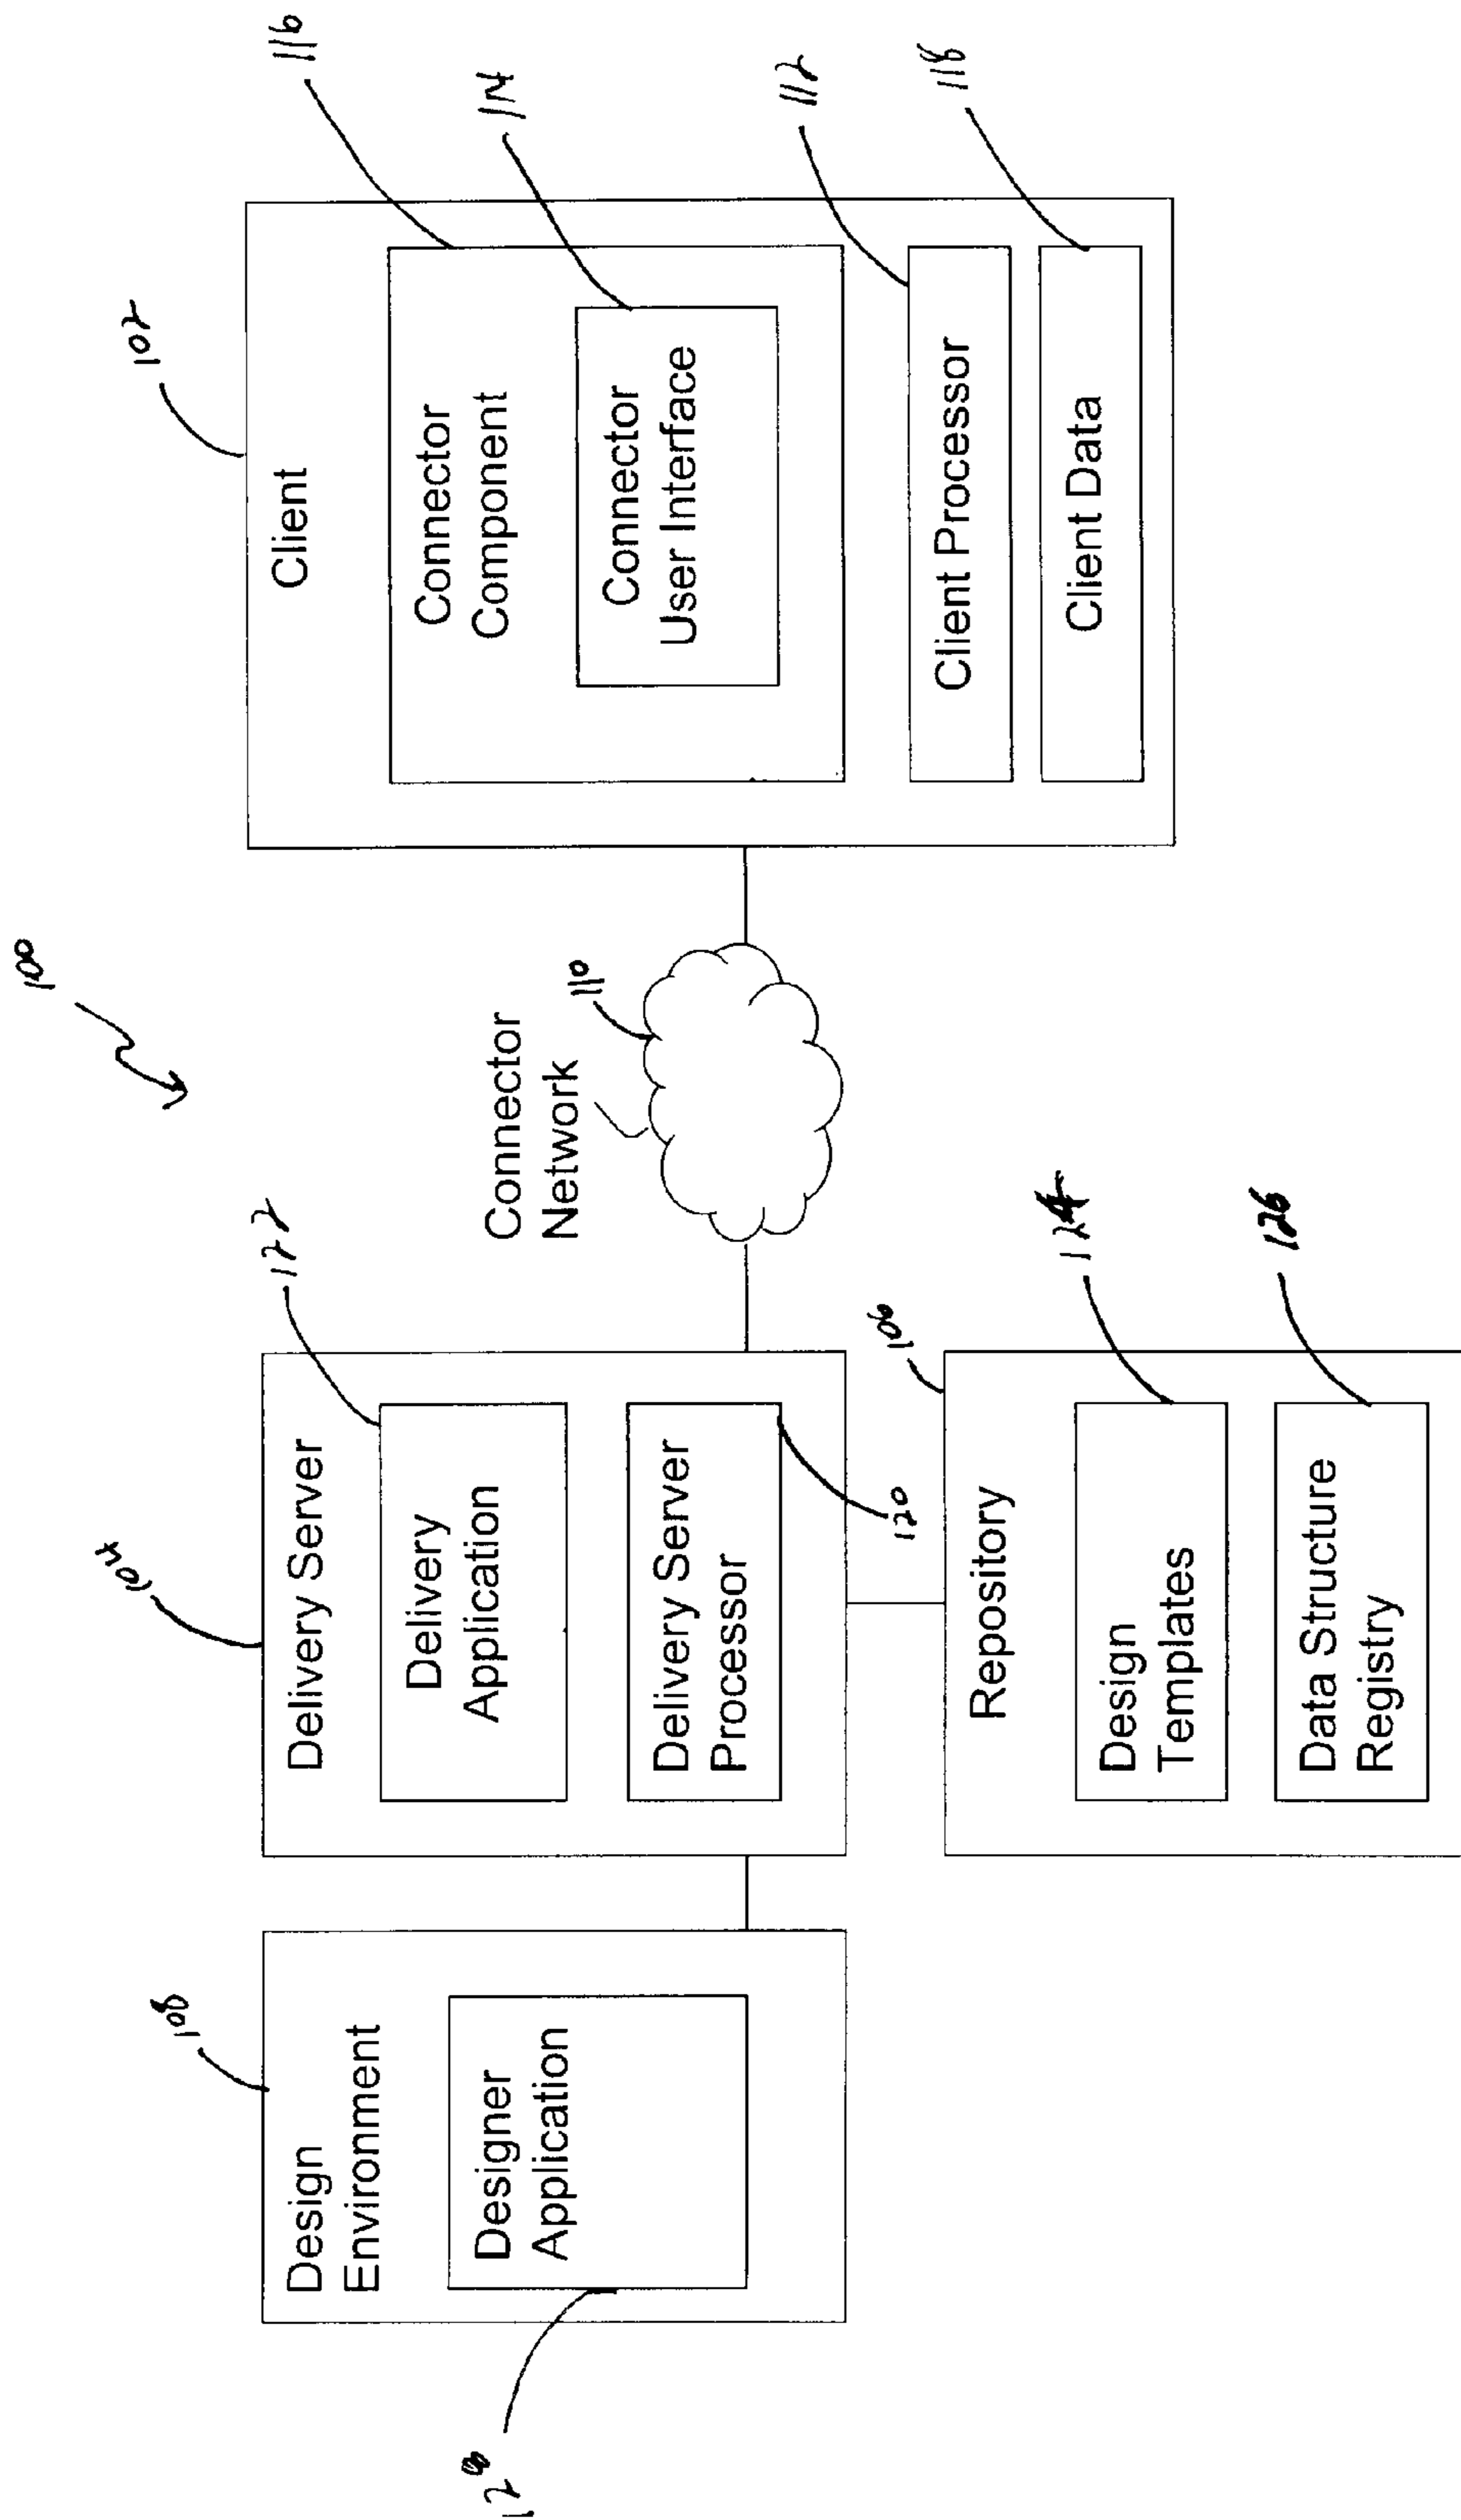 100
102
104
108
122
116
Design
Environment
Delivery Server
Client
Designer
Application
128
Delivery
Application
Connector
Network
110
Connector
Component
114
Connector
User Interface
Delivery Server
Processor
120
112
106
Repository
Client Processor
Client Data
Design
Templates
124
Data Structure
Registry
126